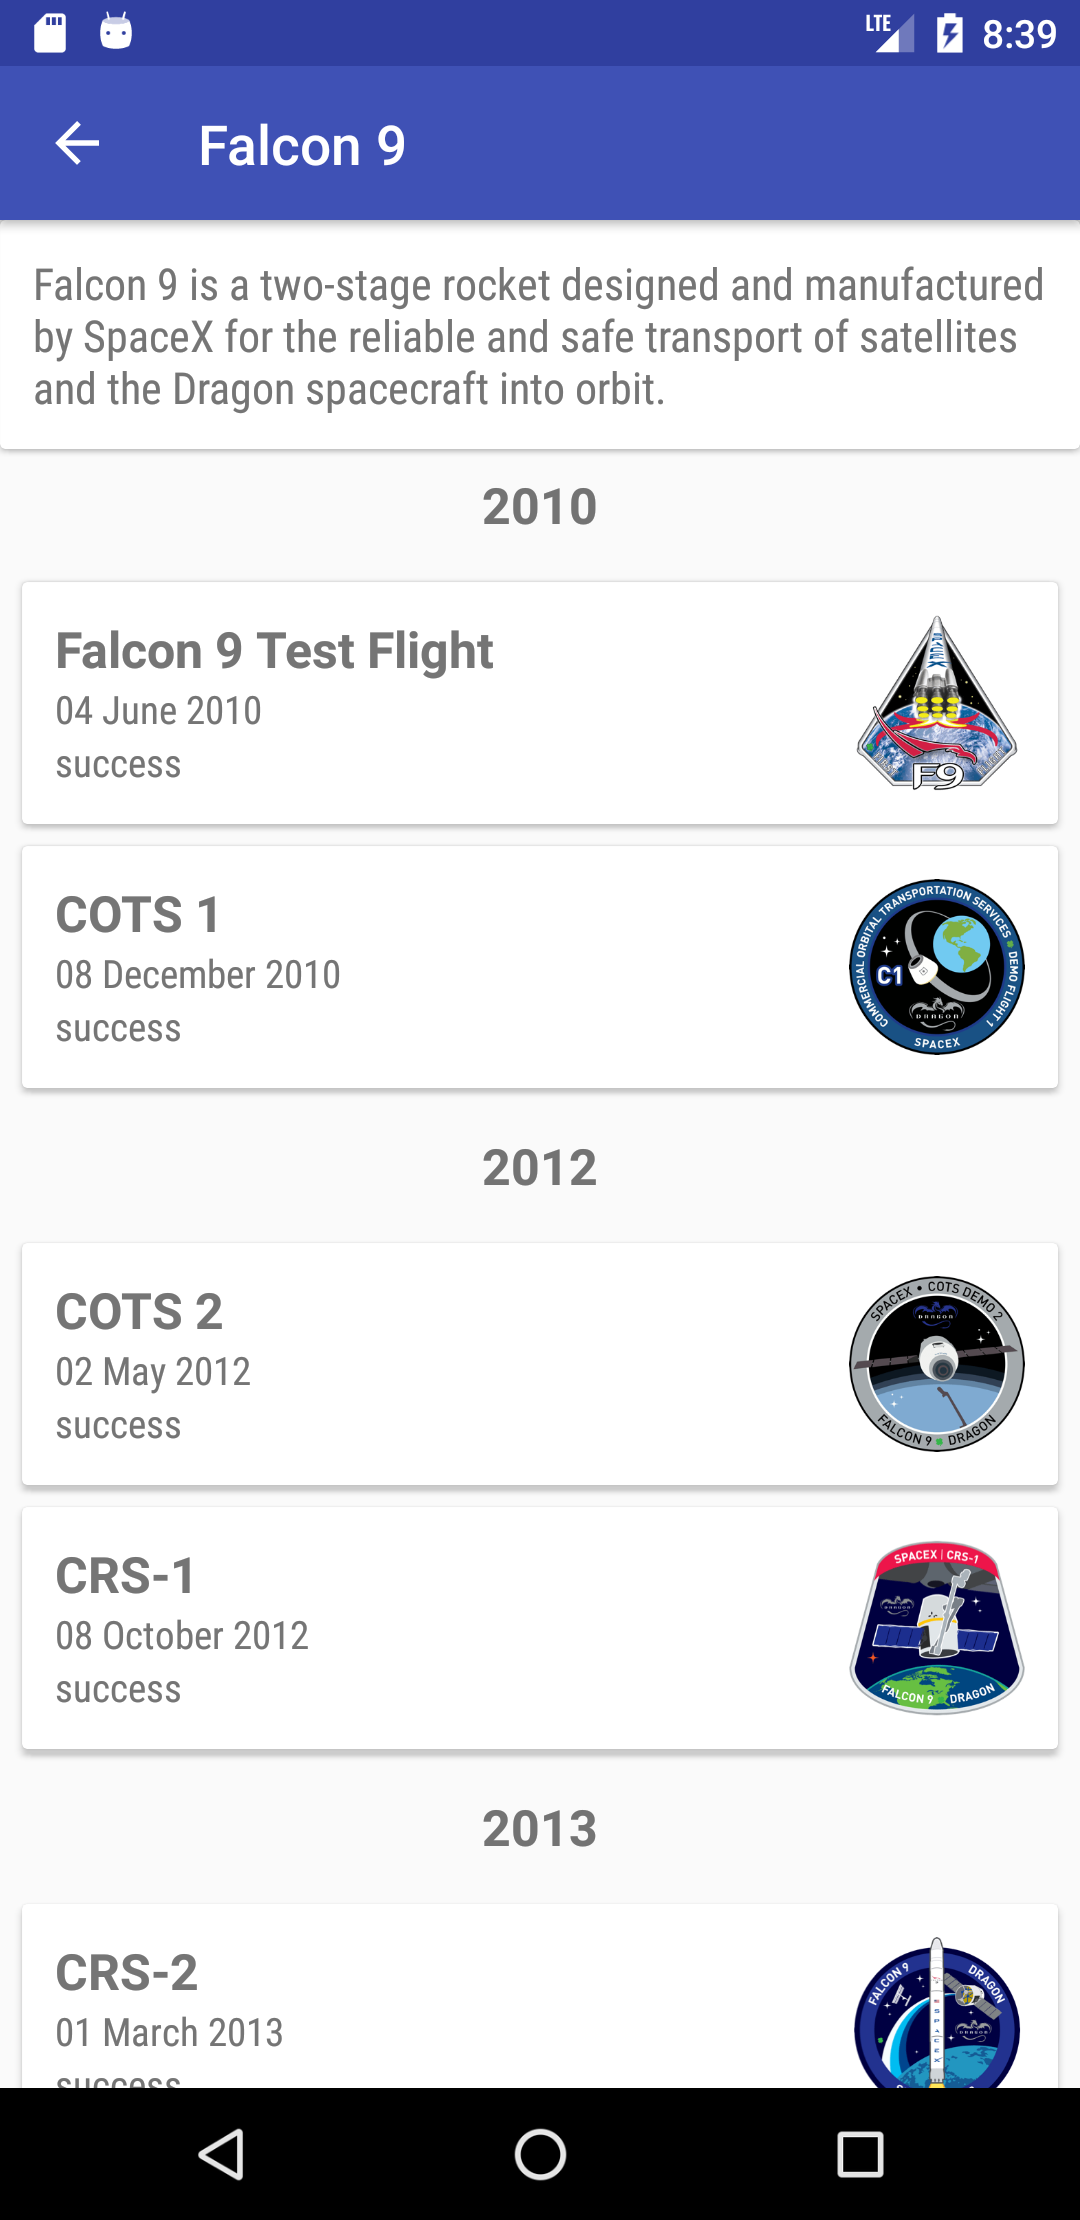 LTE 8:39
Falcon 9
Falcon 9 is a two-stage rocket designed and manufactured
by SpaceX for the reliable and safe transport of satellites
and the Dragon spacecraft into orbit.
2010
Falcon 9 Test Flight
04 June 2010
success
SPACEX
F9
COTS 1
08 December 2010
success
COMMERCIAL ORBITAL TRANSPORTATION SERVICES
DEMO FLIGHT 1
C1
DRAGON
SPACEX
2012
COTS 2
02 May 2012
success
SPACEX • COTS DEMO 2
DRAGON
FALCON 9 DRAGON
CRS-1
08 October 2012
success
SPACEX | CRS-1
DRAGON
FALCON 9 DRAGON
2013
CRS-2
01 March 2013
success
FALCON 9 DRAGON
DRAGON
SPACEX